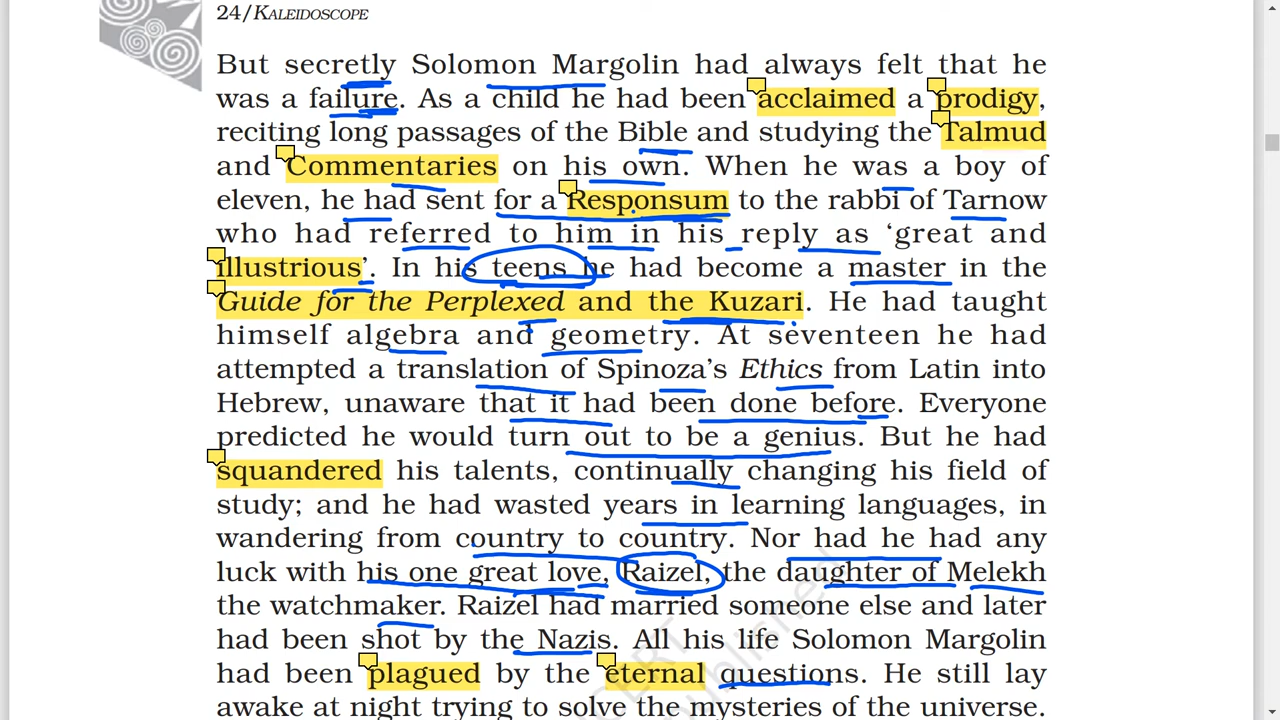 24/KALEIDOSCOPE
But secretly Solomon Margolin had always felt that he
was a failure. As a child he had been acclaimed a prodigy,
reciting long passages of the Bible and studying the Talmud
and Commentaries on his own. When he was a boy of
eleven, he had sent for a Responsum to the rabbi of Tarnow
who had referred to him in his reply as ‘great and
illustrious’. In his teens he had become a master in the
Guide for the Perplexed and the Kuzari. He had taught
himself algebra and geometry. At seventeen he had
attempted a translation of Spinoza’s Ethics from Latin into
Hebrew, unaware that it had been done before. Everyone
predicted he would turn out to be a genius. But he had
squandered his talents, continually changing his field of
study; and he had wasted years in learning languages, in
wandering from country to country. Nor had he had any
luck with his one great love, Raizel, the daughter of Melekh
the watchmaker. Raizel had married someone else and later
had been shot by the Nazis. All his life Solomon Margolin
had been plagued by the eternal questions. He still lay
awake at night trying to solve the mysteries of the universe.